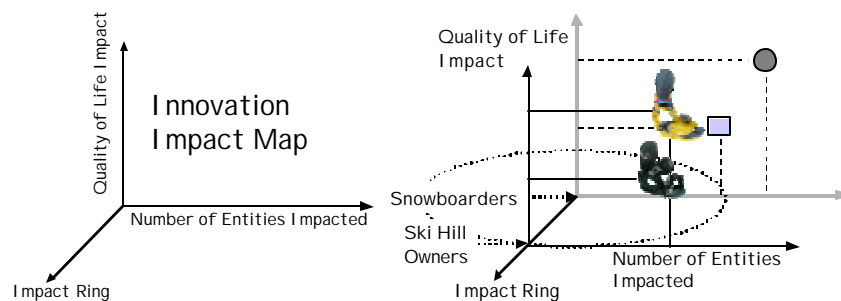 Quality of Life Impact
Innovation
Impact Map
Number of Entities Impacted
Impact Ring
Quality of Life
Impact
Snowboarders
Ski Hill
Owners
Number of Entities
Impacted
Impact Ring